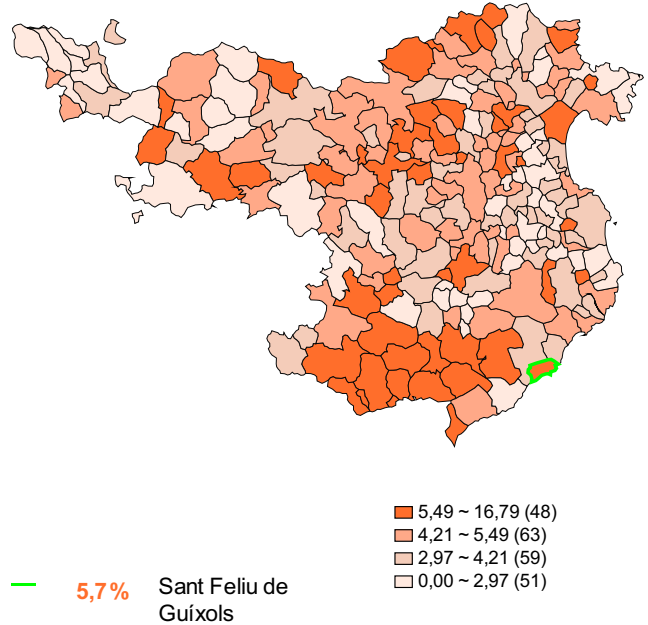 5,49 ~ 16,79 (48)
4,21 ~ 5,49 (63)
2,97 ~ 4,21 (59)
0,00 ~ 2,97 (51)
5,7% Sant Feliu de
Guíxols